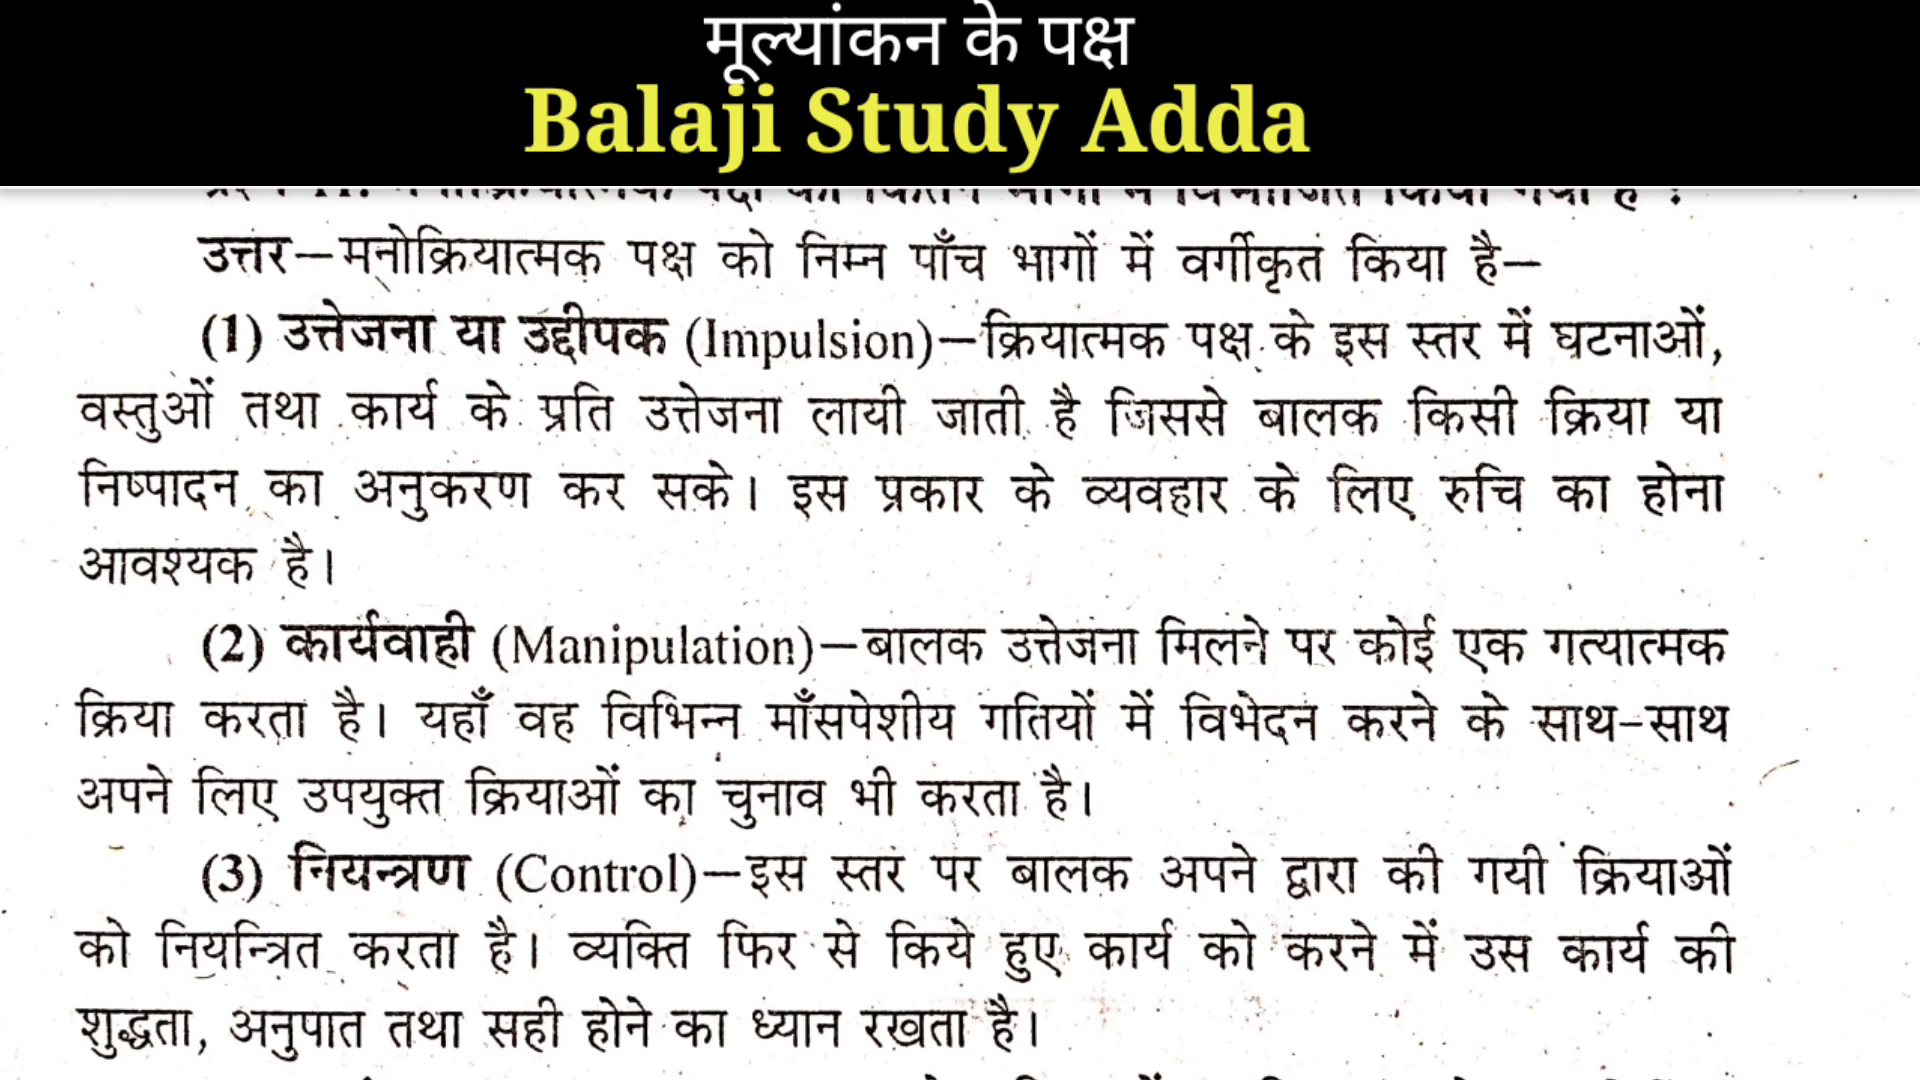 मूल्यांकन के पक्ष
Balaji Study Adda
उत्तर—मनोक्रियात्मक पक्ष को निम्न पाँच भागों में वर्गीकृत किया है—
(1) उत्तेजना या उद्दीपक (Impulsion)—क्रियात्मक पक्ष के इस स्तर में घटनाओं,
वस्तुओं तथा कार्य के प्रति उत्तेजना लायी जाती है जिससे बालक किसी क्रिया या
निष्पादन का अनुकरण कर सके। इस प्रकार के व्यवहार के लिए रुचि का होना
आवश्यक है।
(2) कार्यवाही (Manipulation)—बालक उत्तेजना मिलने पर कोई एक गत्यात्मक
क्रिया करता है। यहाँ वह विभिन्न माँसपेशीय गतियों में विभेदन करने के साथ-साथ
अपने लिए उपयुक्त क्रियाओं का चुनाव भी करता है।
(3) नियन्त्रण (Control)—इस स्तर पर बालक अपने द्वारा की गयी क्रियाओं
को नियन्त्रित करता है। व्यक्ति फिर से किये हुए कार्य को करने में उस कार्य की
शुद्धता, अनुपात तथा सही होने का ध्यान रखता है।